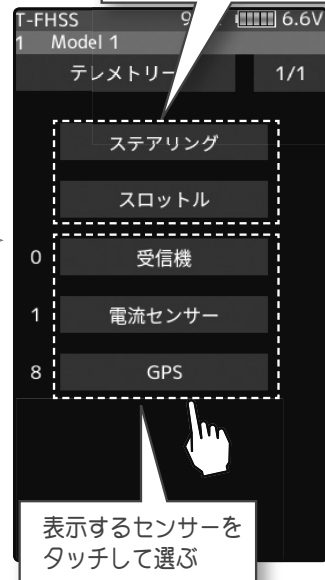 T-FHSS 6.6V
1 Model 1
テレメトリー 1/1
ステアリング
スロットル
0 受信機
1 電流センサー
8 GPS
表示するセンサーを
タッチして選ぶ